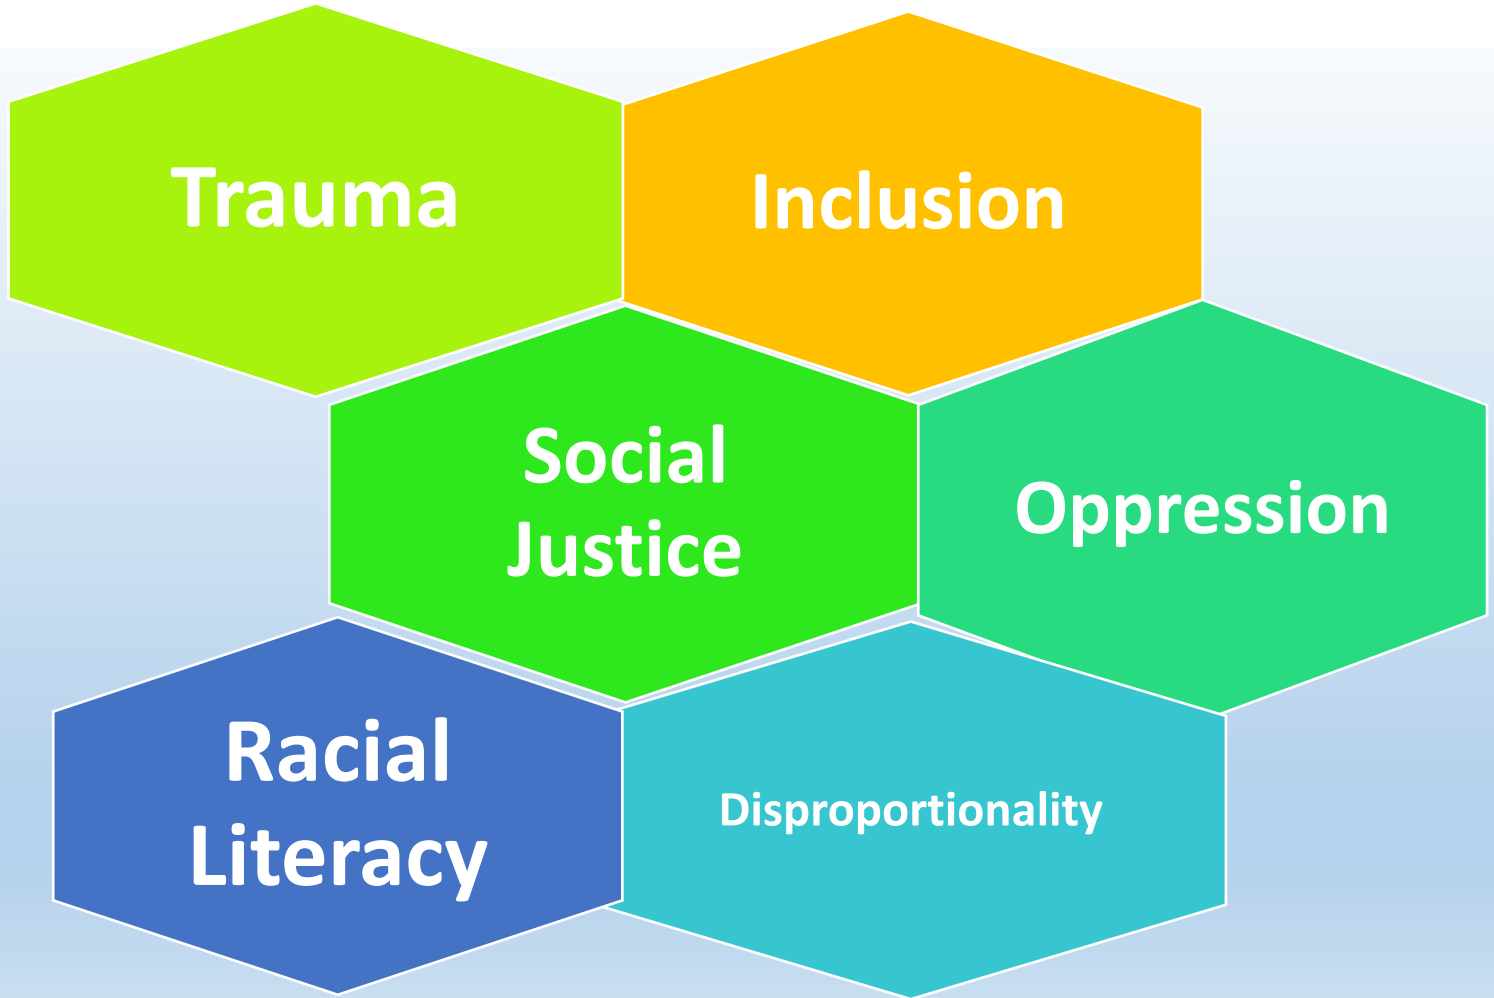 Trauma
Inclusion
Social
Justice
Oppression
Racial
Literacy
Disproportionality